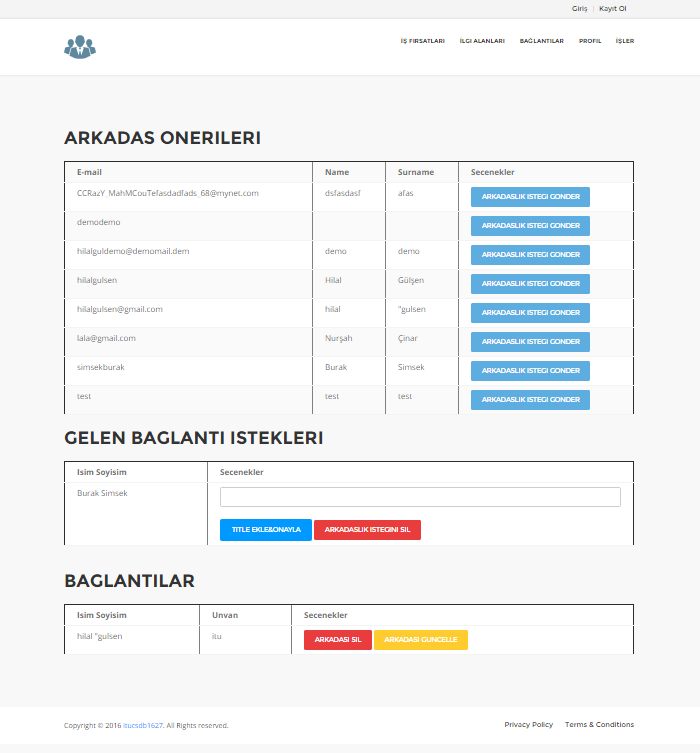 Giriş | Kayıt Ol
İŞ FIRSATLARI İLGI ALANLARI BAĞLANTILAR PROFIL İŞLER
ARKADAS ONERILERI
E-mail Name Surname Secenekler
CCRazY_MahMCouTefasdadfads_68@mynet.com dsfasdasf afas ARKADASLIK ISTEGI GONDER
demodemo ARKADASLIK ISTEGI GONDER
hilalguldemo@demomail.dem demo demo ARKADASLIK ISTEGI GONDER
hilalgulsen Hilal Gülşen ARKADASLIK ISTEGI GONDER
hilalgulsen@gmail.com hilal "gulsen ARKADASLIK ISTEGI GONDER
lala@gmail.com Nurşah Çinar ARKADASLIK ISTEGI GONDER
simsekburak Burak Simsek ARKADASLIK ISTEGI GONDER
test test test ARKADASLIK ISTEGI GONDER
GELEN BAGLANTI ISTEKLERI
Isim Soyisim Secenekler
Burak Simsek
TITLE EKLE&ONAYLA ARKADASLIK ISTEGINI SIL
BAGLANTILAR
Isim Soyisim Unvan Secenekler
hilal "gulsen itu ARKADASI SIL ARKADASI GUNCELLE
Copyright © 2016 itucsdb1627. All Rights reserved. Privacy Policy Terms & Conditions